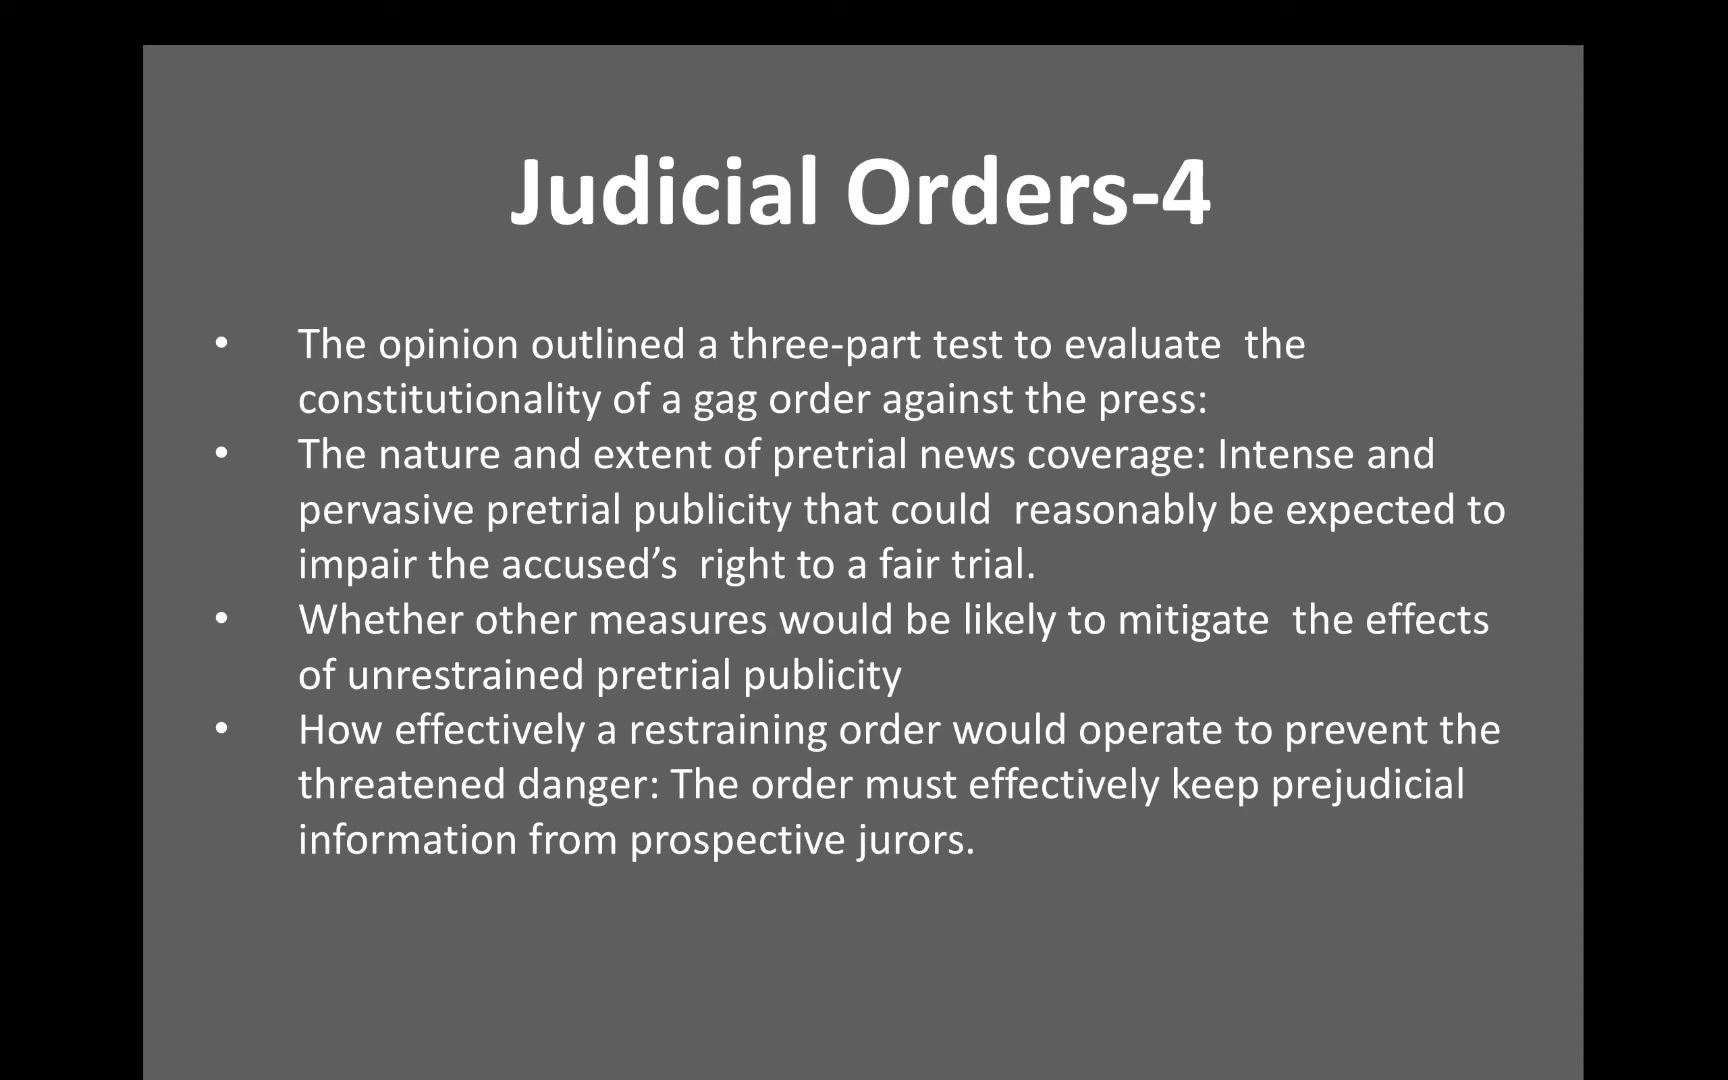 Judicial Orders-4
• The opinion outlined a three-part test to evaluate  the
constitutionality of a gag order against the press:
• The nature and extent of pretrial news coverage: Intense and
pervasive pretrial publicity that could  reasonably be expected to
impair the accused’s  right to a fair trial.
• Whether other measures would be likely to mitigate  the effects
of unrestrained pretrial publicity
• How effectively a restraining order would operate to prevent the
threatened danger: The order must effectively keep prejudicial
information from prospective jurors.